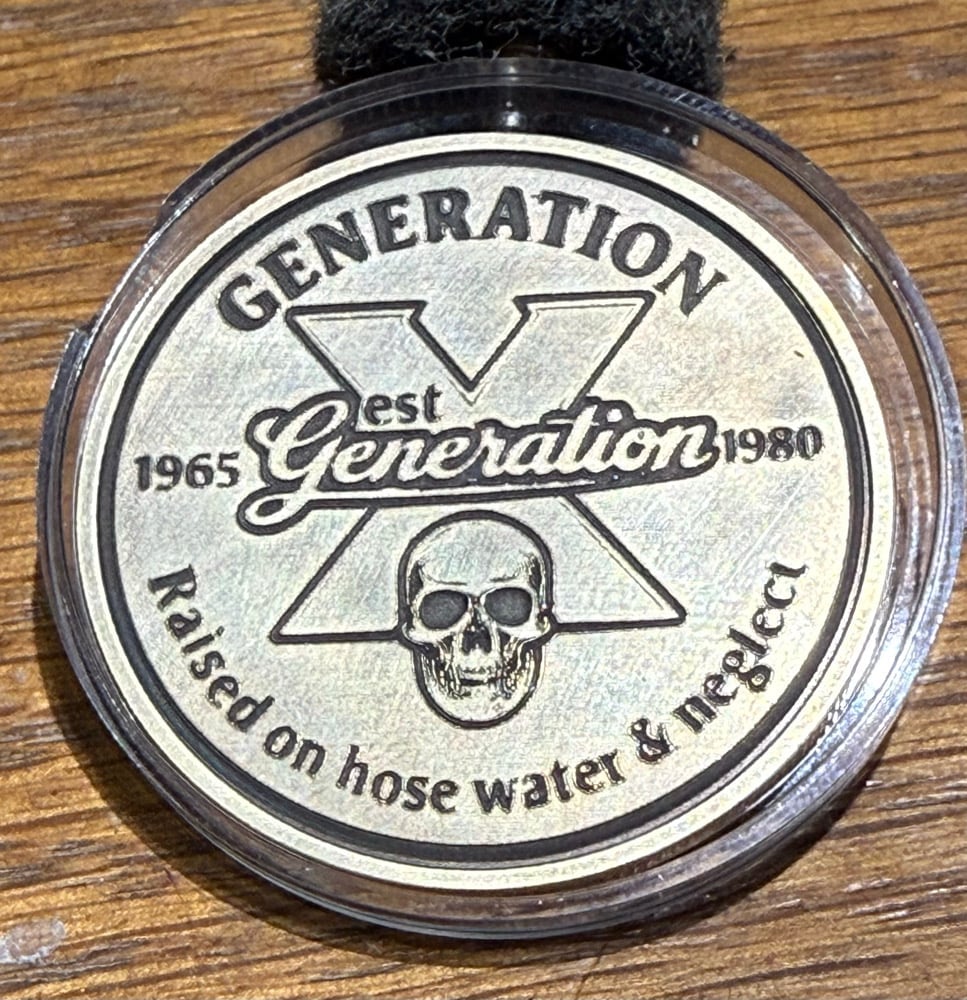 GENERATION
X
est
1965 Generation 1980
Raised on hose water & neglect